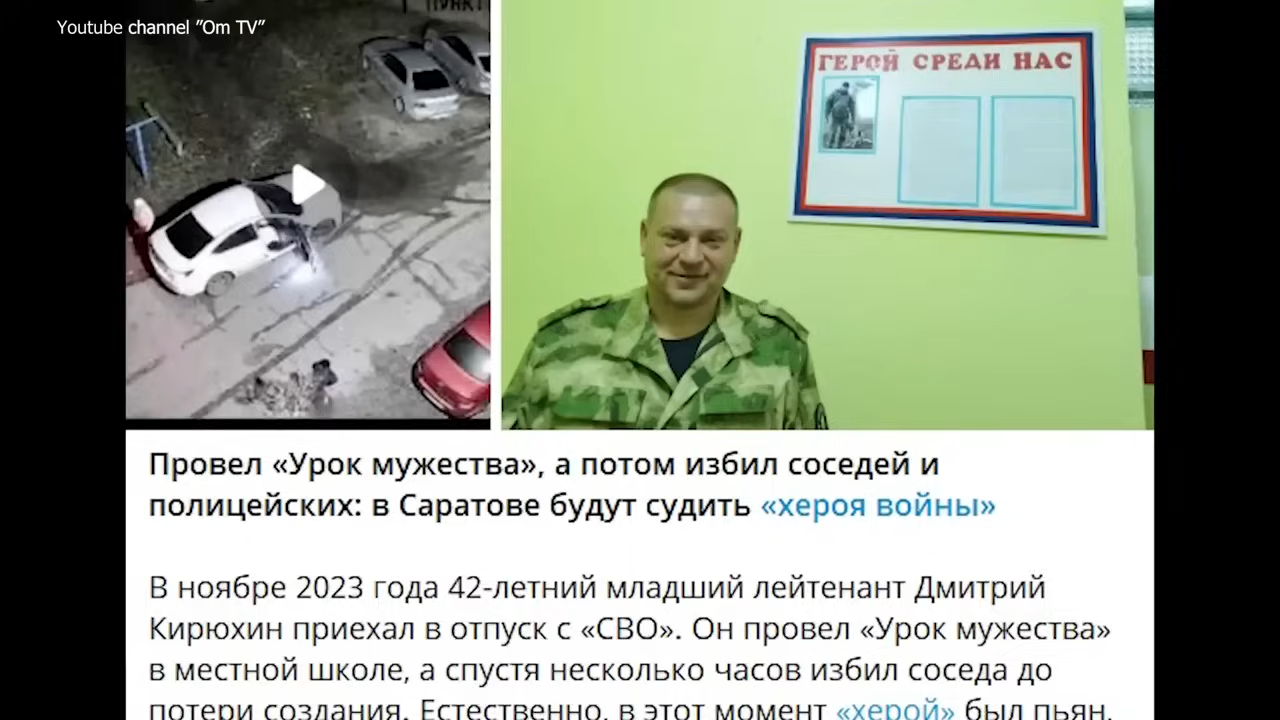 Youtube channel "Om TV"
ПУНКТ
ГЕРОЙ СРЕДИ НАС
Провел «Урок мужества», а потом избил соседей и
полицейских: в Саратове будут судить «хероя войны»
В ноябре 2023 года 42-летний младший лейтенант Дмитрий
Кирюхин приехал в отпуск с «СВО». Он провел «Урок мужества»
в местной школе, а спустя несколько часов избил соседа до
потери создания. Естественно, в этот момент «херой» был пьян.